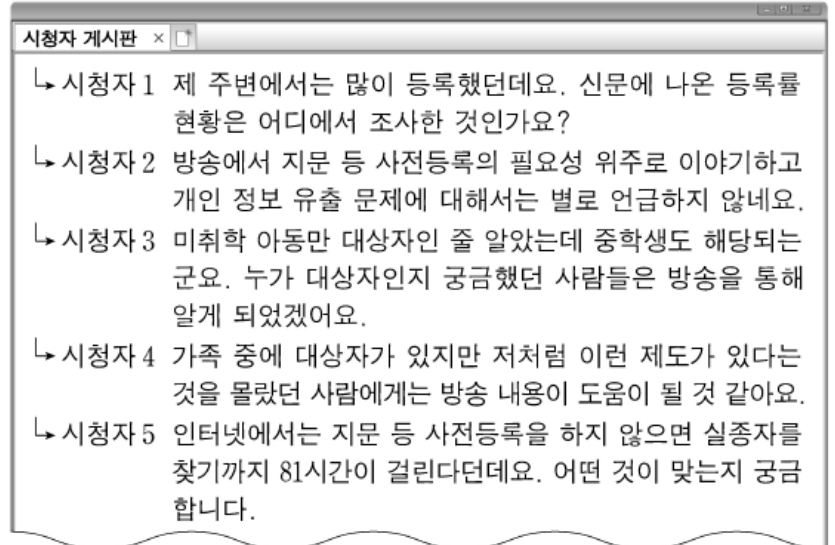 시청자 게시판 ×
시청자 1 제 주변에서는 많이 등록했던데요. 신문에 나온 등록률
현황은 어디에서 조사한 것인가요?
시청자 2 방송에서 지문 등 사전등록의 필요성 위주로 이야기하고
개인 정보 유출 문제에 대해서는 별로 언급하지 않네요.
시청자 3 미취학 아동만 대상자인 줄 알았는데 중학생도 해당되는
군요. 누가 대상자인지 궁금했던 사람들은 방송을 통해
알게 되었겠어요.
시청자 4 가족 중에 대상자가 있지만 저처럼 이런 제도가 있다는
것을 몰랐던 사람에게는 방송 내용이 도움이 될 것 같아요.
시청자 5 인터넷에서는 지문 등 사전등록을 하지 않으면 실종자를
찾기까지 81시간이 걸린다던데요. 어떤 것이 맞는지 궁금
합니다.